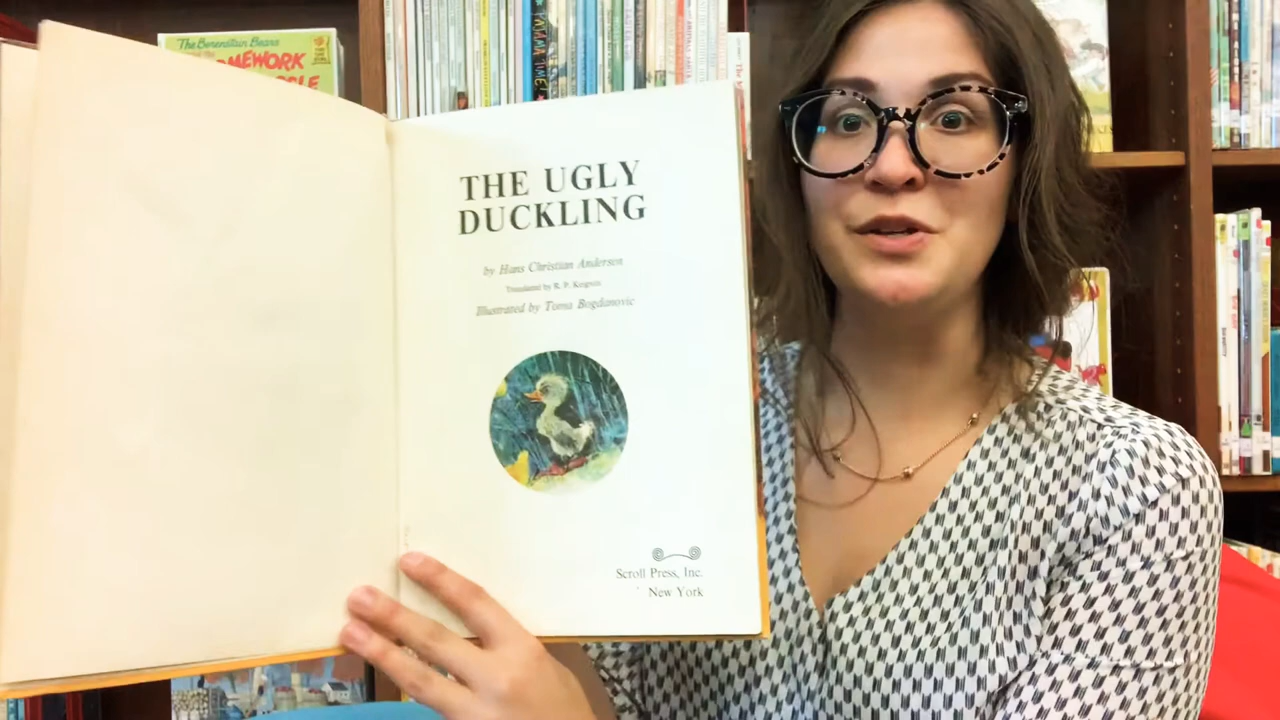 The Berenstain Bears
HOMEWORK
THE UGLY
DUCKLING
by Hans Christian Andersen
Translated by R. P. Keigwin
Illustrated by Toma Bogdanovic
Scroll Press, Inc.
New York